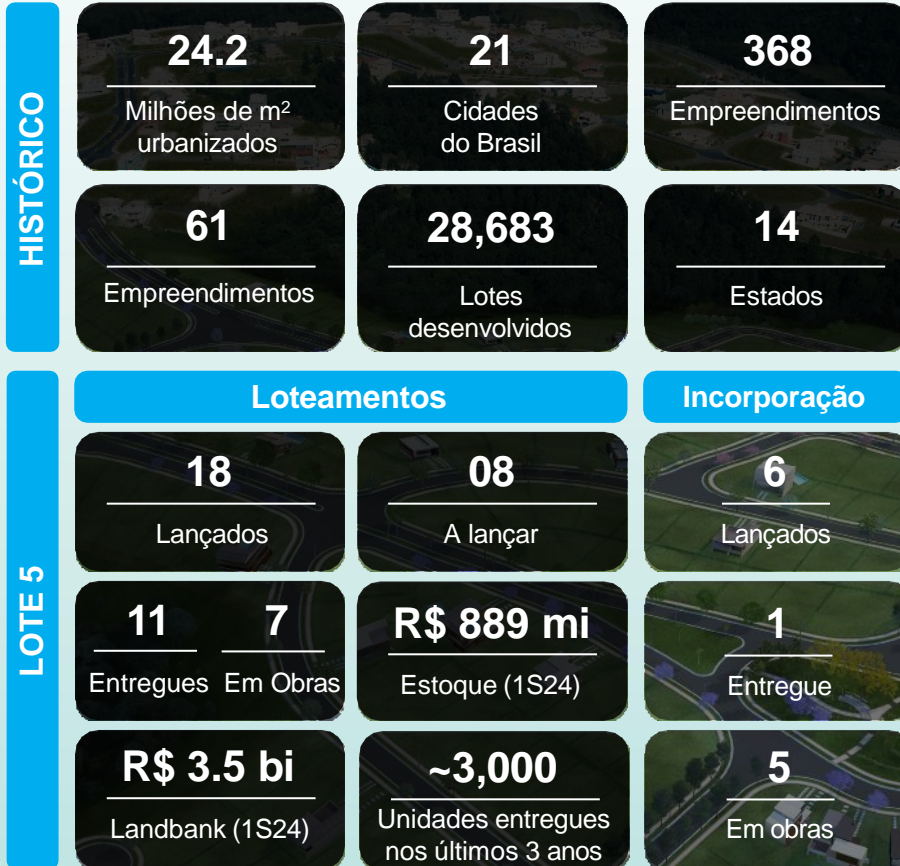 HISTÓRICO
24.2
Milhões de m²
urbanizados
21
Cidades
do Brasil
368
Empreendimentos
61
Empreendimentos
28,683
Lotes
desenvolvidos
14
Estados
LOTE 5
Loteamentos
Incorporação
18
Lançados
08
A lançar
6
Lançados
11
Entregues
7
Em Obras
R$ 889 mi
Estoque (1S24)
1
Entregue
R$ 3.5 bi
Landbank (1S24)
~3,000
Unidades entregues
nos últimos 3 anos
5
Em obras